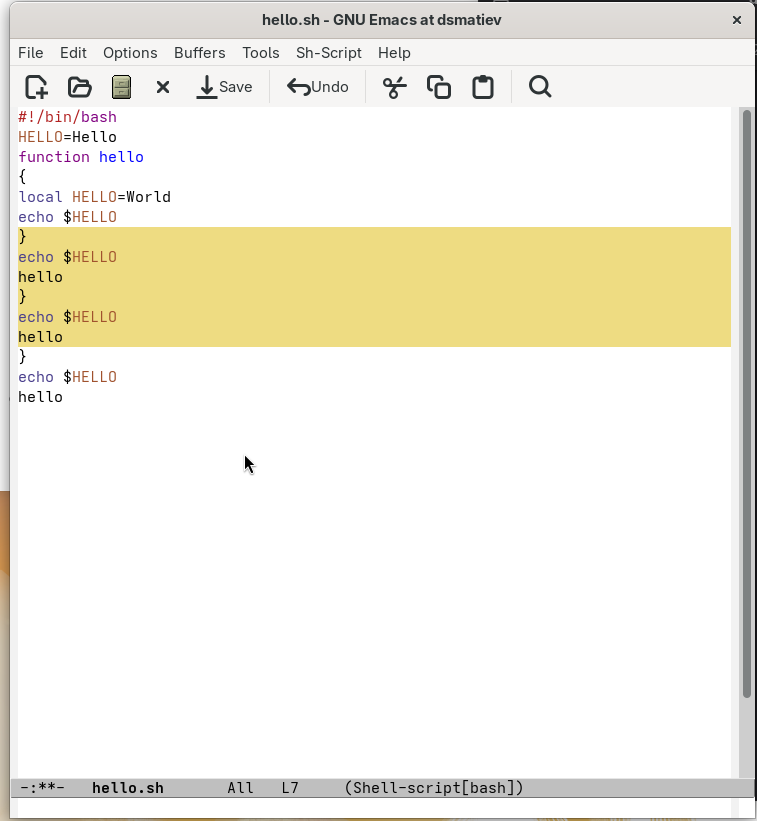 hello.sh - GNU Emacs at dsmatiev
File Edit Options Buffers Tools Sh-Script Help
Save Undo
#!/bin/bash
HELLO=Hello
function hello
{
local HELLO=World
echo $HELLO
}
echo $HELLO
hello
}
echo $HELLO
hello
}
echo $HELLO
hello
-:**- hello.sh All L7 (Shell-script[bash])